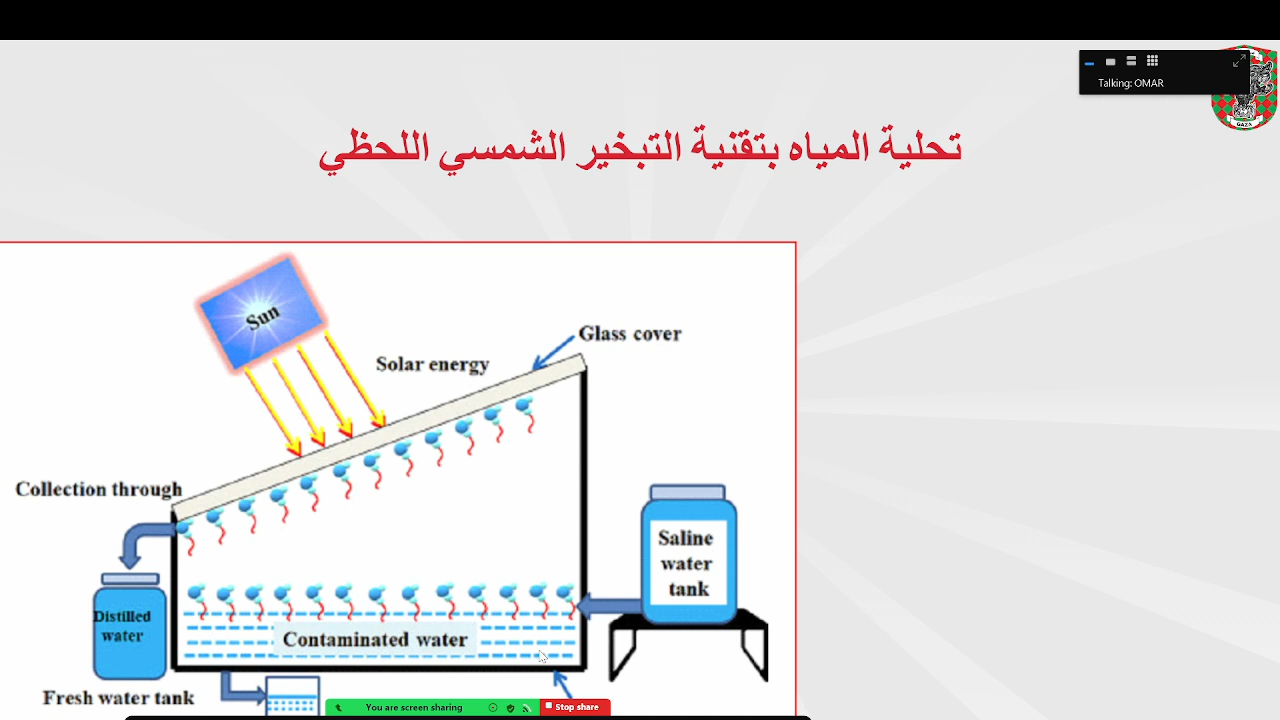 Talking: OMAR
GAZA
تحلية المياه بتقنية التبخير الشمسي اللحظي
Sun
Glass cover
Solar energy
Collection through
Saline
water
tank
Distilled
water
Contaminated water
Fresh water tank
You are screen sharing
Stop share